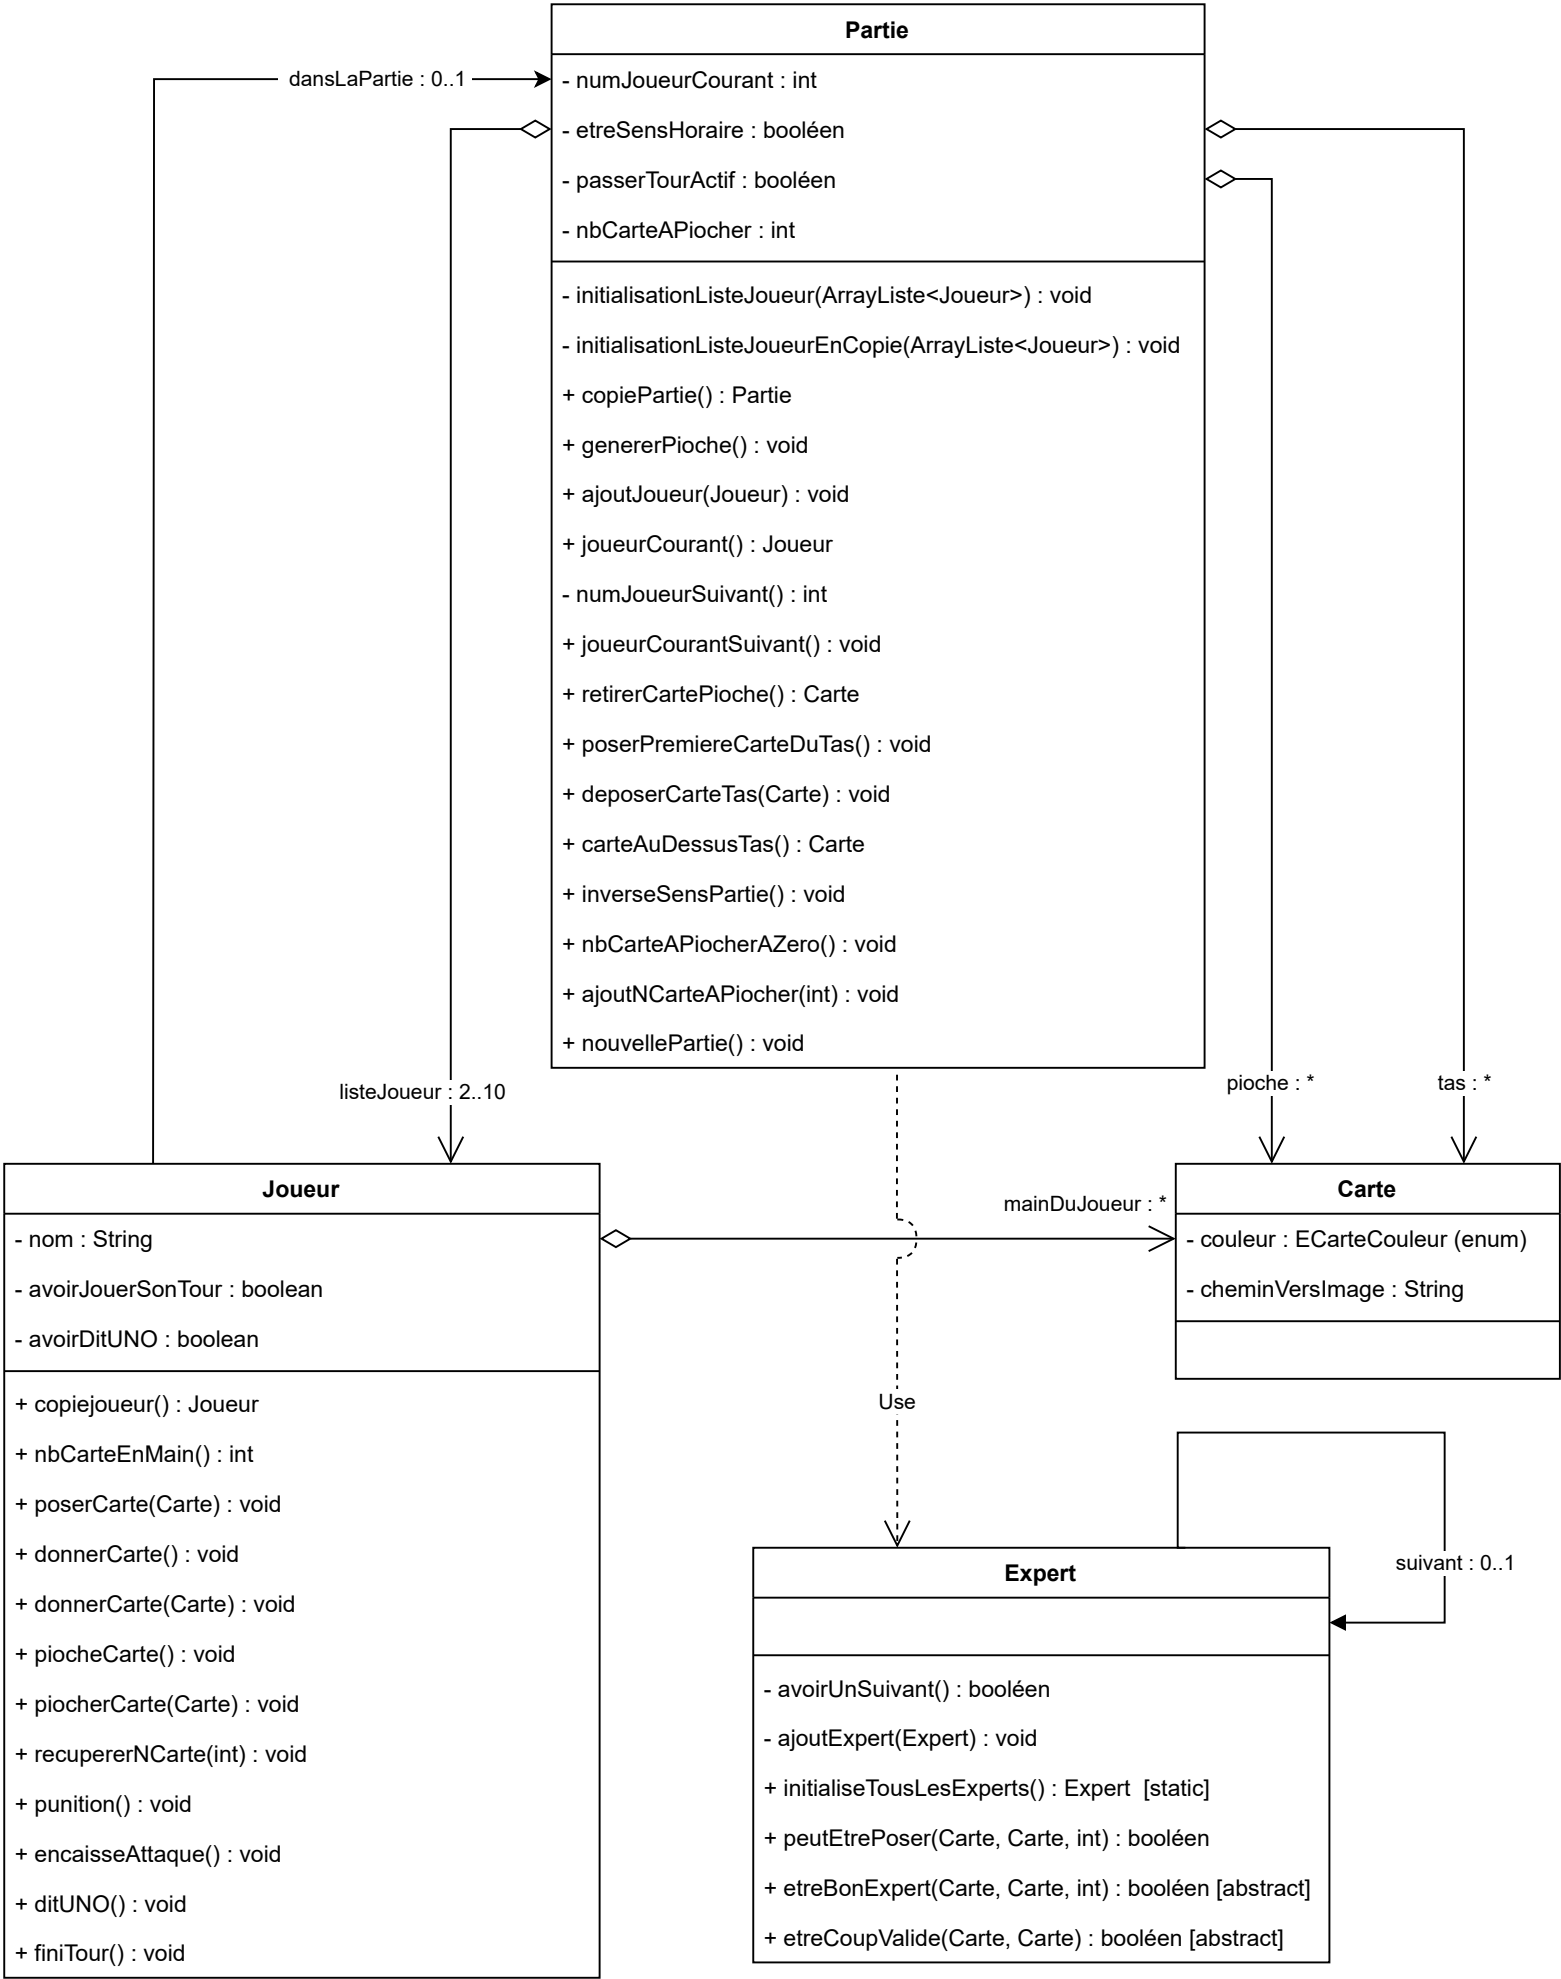 Partie
dansLaPartie : 0..1
- numJoueurCourant : int
- etreSensHoraire : booléen
- passerTourActif : booléen
- nbCarteAPiocher : int
- initialisationListeJoueur(ArrayListe<Joueur>) : void
- initialisationListeJoueurEnCopie(ArrayListe<Joueur>) : void
+ copiePartie() : Partie
+ genererPioche() : void
+ ajoutJoueur(Joueur) : void
+ joueurCourant() : Joueur
- numJoueurSuivant() : int
+ joueurCourantSuivant() : void
+ retirerCartePioche() : Carte
+ poserPremiereCarteDuTas() : void
+ deposerCarteTas(Carte) : void
+ carteAuDessusTas() : Carte
+ inverseSensPartie() : void
+ nbCarteAPiocherAZero() : void
+ ajoutNCarteAPiocher(int) : void
+ nouvellePartie() : void
listeJoueur : 2..10
pioche : *
tas : *
Joueur
- nom : String
- avoirJouerSonTour : boolean
- avoirDitUNO : boolean
+ copiejoueur() : Joueur
+ nbCarteEnMain() : int
+ poserCarte(Carte) : void
+ donnerCarte() : void
+ donnerCarte(Carte) : void
+ piocheCarte() : void
+ piocherCarte(Carte) : void
+ recupererNCarte(int) : void
+ punition() : void
+ encaisseAttaque() : void
+ ditUNO() : void
+ finiTour() : void
mainDuJoueur : *
Carte
- couleur : ECarteCouleur (enum)
- cheminVersImage : String
Use
suivant : 0..1
Expert
- avoirUnSuivant() : booléen
- ajoutExpert(Expert) : void
+ initialiseTousLesExperts() : Expert  [static]
+ peutEtrePoser(Carte, Carte, int) : booléen
+ etreBonExpert(Carte, Carte, int) : booléen [abstract]
+ etreCoupValide(Carte, Carte) : booléen [abstract]